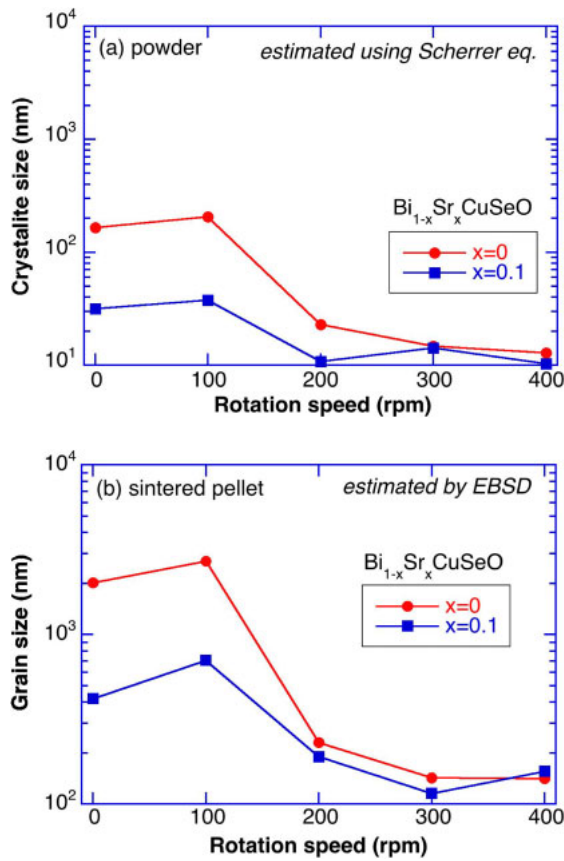 (a) powder
estimated using Scherrer eq.
Crystalite size (nm)
10⁴
10³
10²
10¹
Bi₁₋ₓSrₓCuSeO
x=0
x=0.1
0 100 200 300 400
Rotation speed (rpm)
(b) sintered pellet
estimated by EBSD
Grain size (nm)
10⁴
10³
10²
Bi₁₋ₓSrₓCuSeO
x=0
x=0.1
0 100 200 300 400
Rotation speed (rpm)